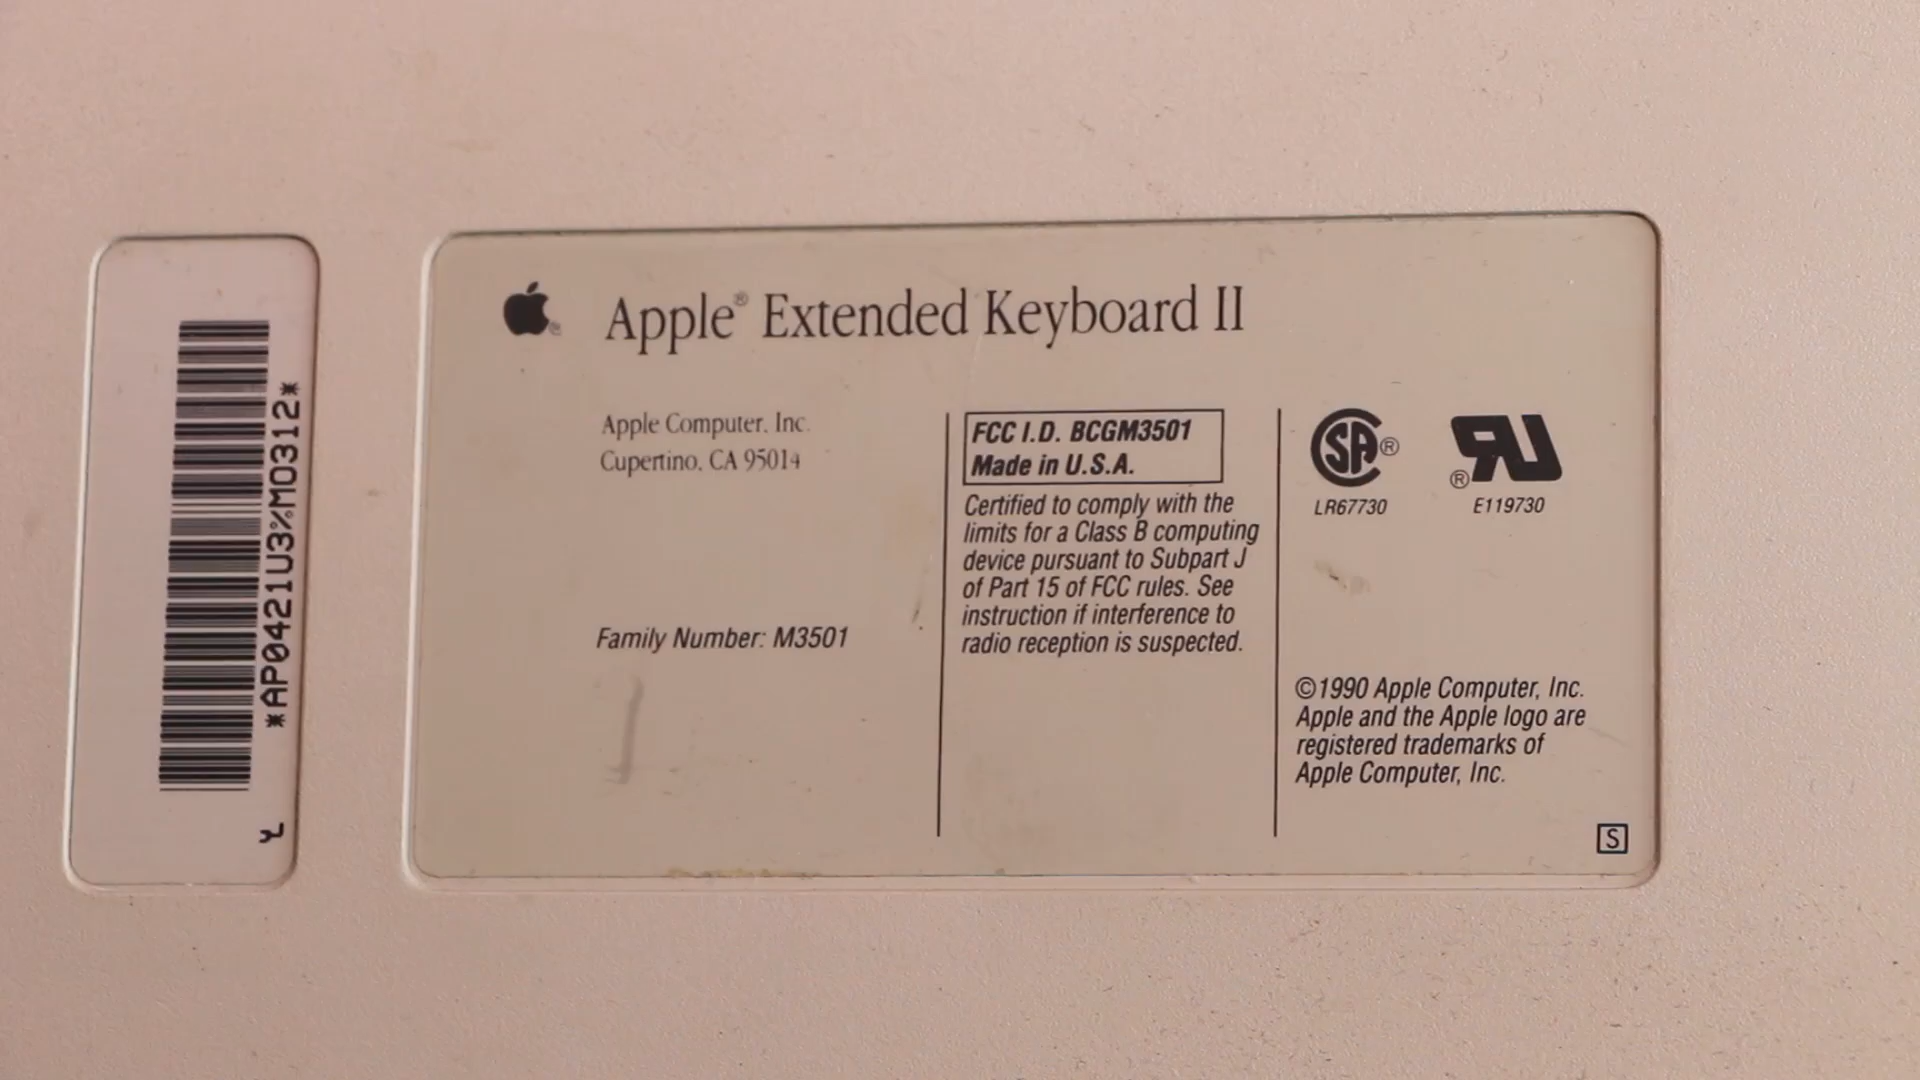 *AP0421U3%M0312*
Apple® Extended Keyboard II
Apple Computer, Inc.
Cupertino, CA 95014
Family Number: M3501
FCC I.D. BCGM3501
Made in U.S.A.
Certified to comply with the
limits for a Class B computing
device pursuant to Subpart J
of Part 15 of FCC rules. See
instruction if interference to
radio reception is suspected.
SA®
LR67730
RU®
E119730
©1990 Apple Computer, Inc.
Apple and the Apple logo are
registered trademarks of
Apple Computer, Inc.
S